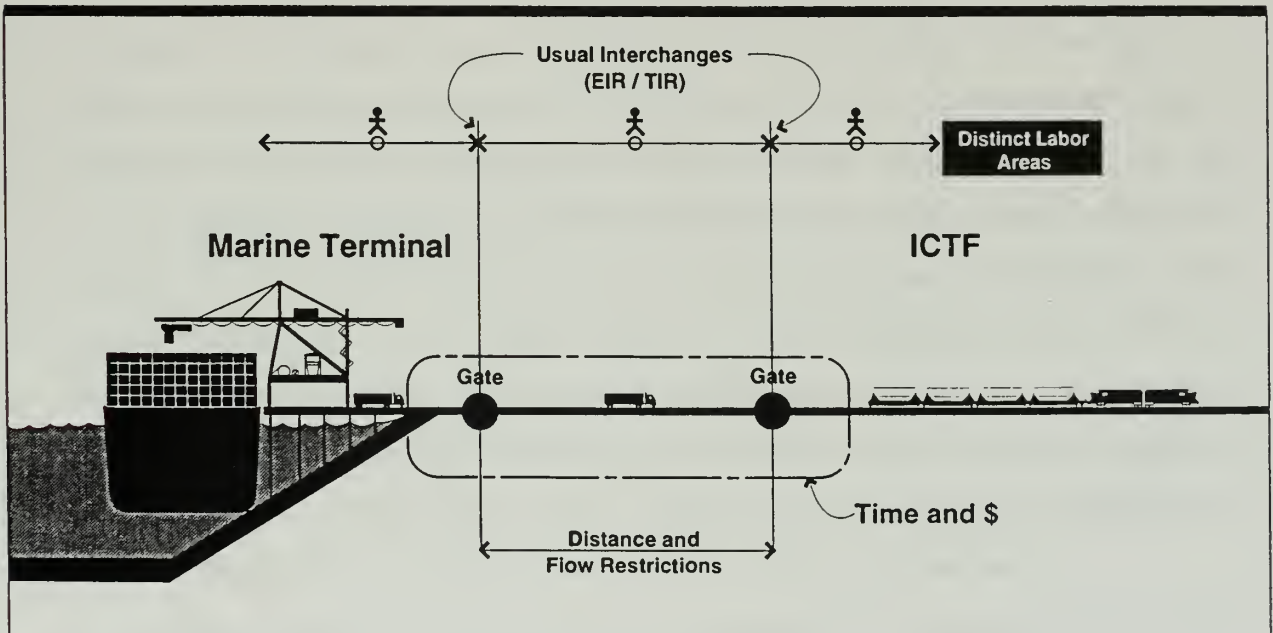 Usual Interchanges
(EIR / TIR)
Distinct Labor
Areas
Marine Terminal
ICTF
Gate
Gate
Time and $
Distance and
Flow Restrictions